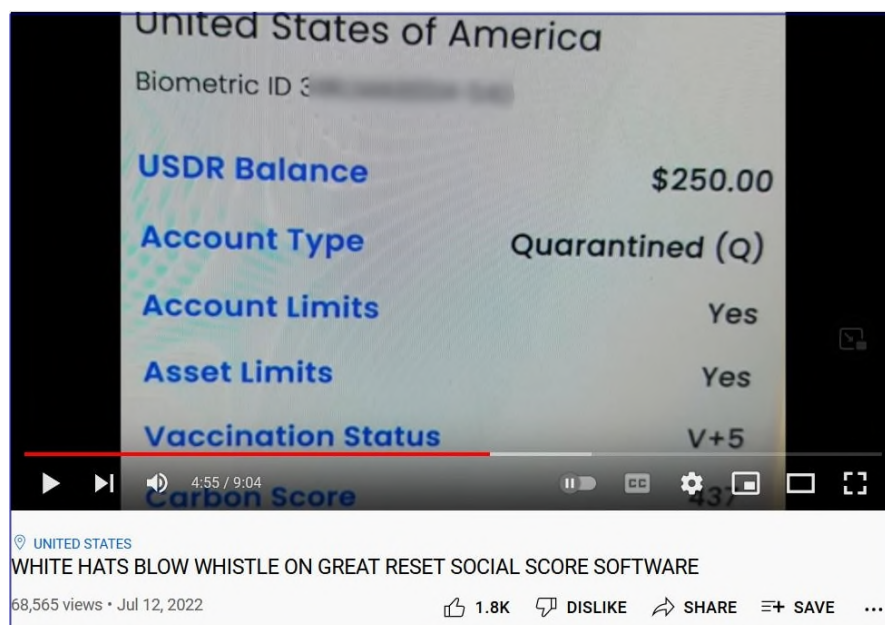 United States of America
Biometric ID 3
USDR Balance $250.00
Account Type Quarantined (Q)
Account Limits Yes
Asset Limits Yes
Vaccination Status V+5
Carbon Score 437
4:55 / 9:04
CC
UNITED STATES
WHITE HATS BLOW WHISTLE ON GREAT RESET SOCIAL SCORE SOFTWARE
68,565 views • Jul 12, 2022
1.8K DISLIKE SHARE SAVE ...